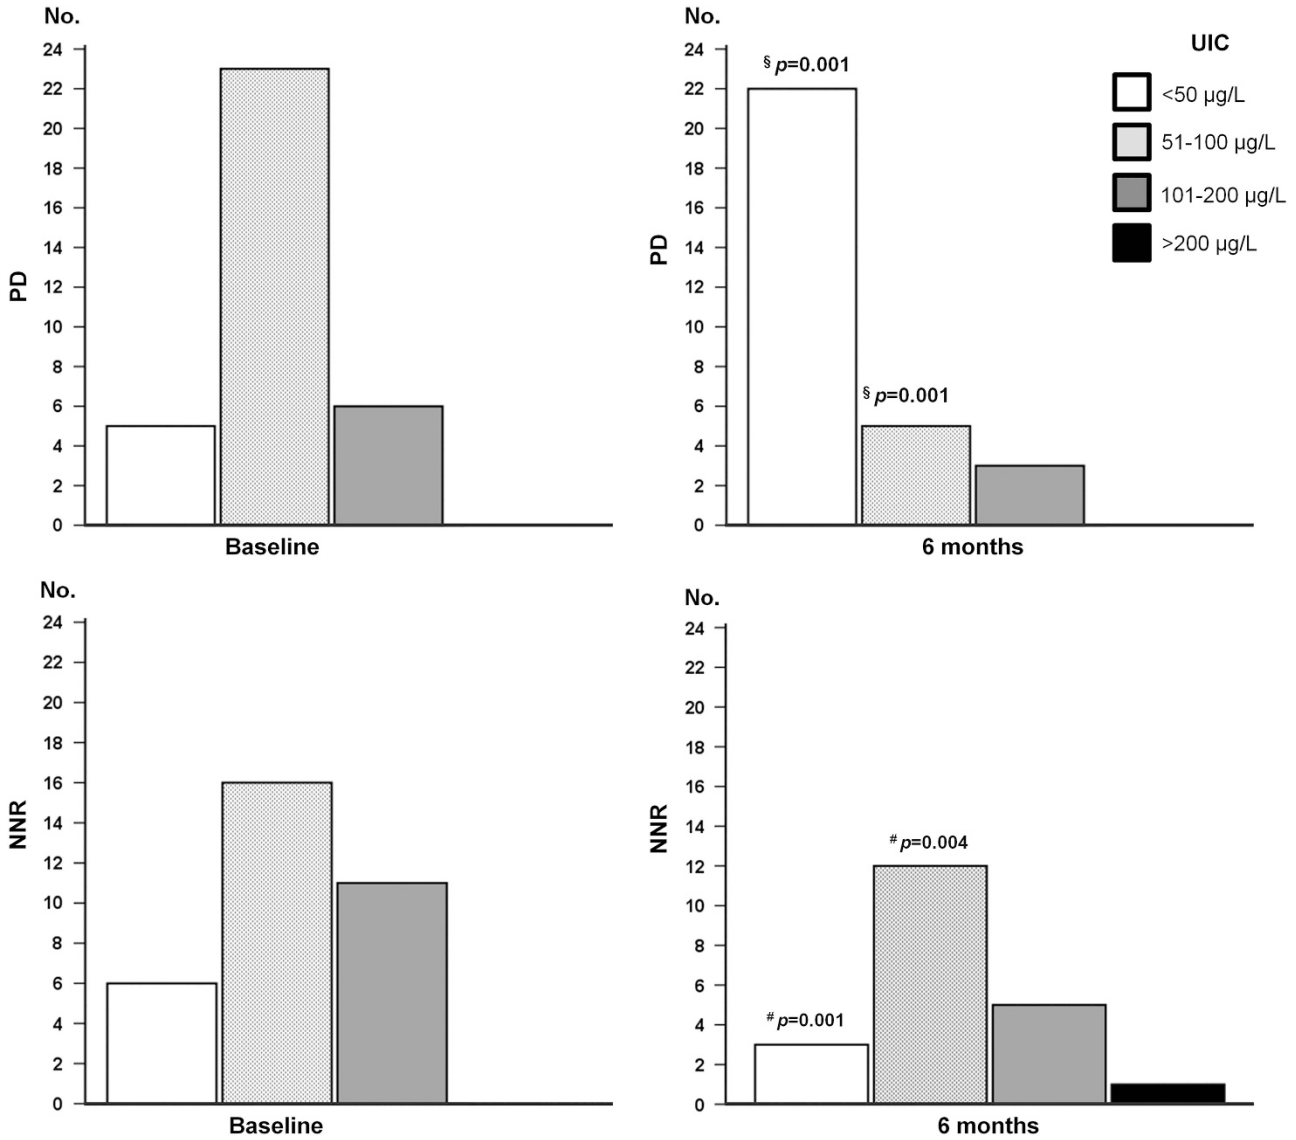 No.
24
22
20
18
16
14
12
10
8
6
4
2
0
PD
Baseline
No.
24
22
20
18
16
14
12
10
8
6
4
2
0
PD
§ p=0.001
§ p=0.001
6 months
UIC
<50 µg/L
51-100 µg/L
101-200 µg/L
>200 µg/L
No.
24
22
20
18
16
14
12
10
8
6
4
2
0
NNR
Baseline
No.
24
22
20
18
16
14
12
10
8
6
4
2
0
NNR
# p=0.004
# p=0.001
6 months